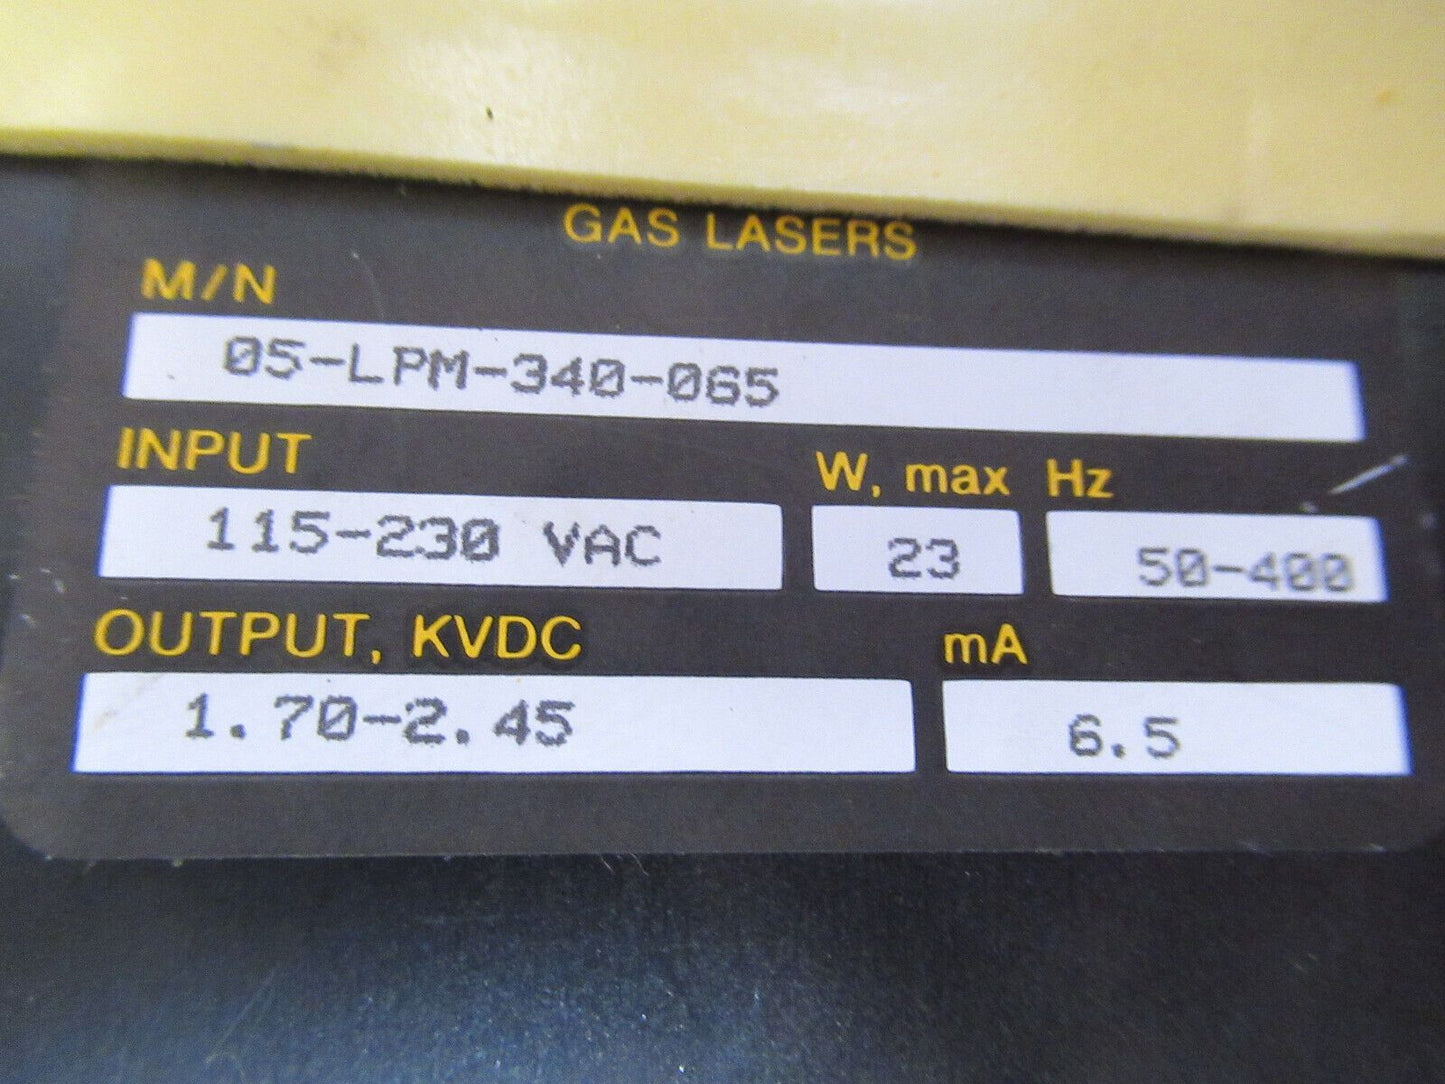 GAS LASERS
M/N
05-LPM-340-065
INPUT W, max Hz
115-230 VAC 23 50-400
OUTPUT, KVDC mA
1.70-2.45 6.5